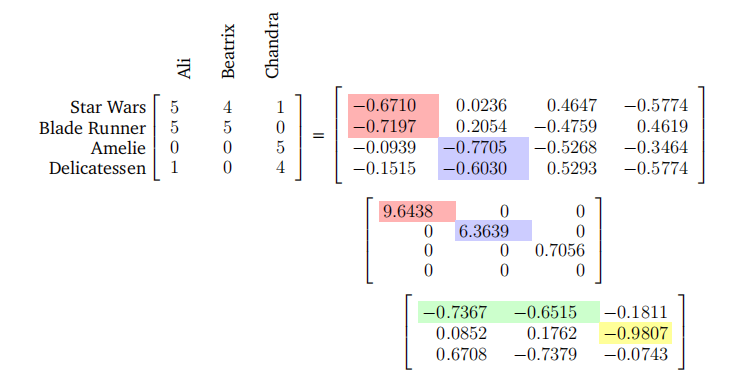 Ali Beatrix Chandra
Star Wars 5 4 1 = −0.6710 0.0236 0.4647 −0.5774
Blade Runner 5 5 0 −0.7197 0.2054 −0.4759 0.4619
Amelie 0 0 5 −0.0939 −0.7705 −0.5268 −0.3464
Delicatessen 1 0 4 −0.1515 −0.6030 0.5293 −0.5774
9.6438 0 0
0 6.3639 0
0 0 0.7056
0 0 0
−0.7367 −0.6515 −0.1811
0.0852 0.1762 −0.9807
0.6708 −0.7379 −0.0743